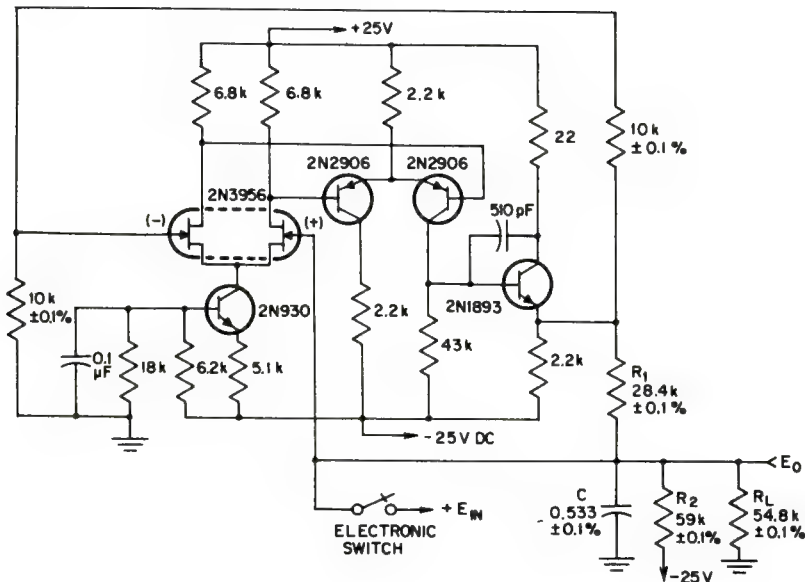 +25V
6.8k
6.8k
2.2k
22
10k
±0.1%
2N2906
2N2906
2N3956
510pF
(-)
(+)
10k
±0.1%
2N930
2N1893
0.1
µF
18k
6.2k
5.1k
2.2k
43k
2.2k
R1
28.4k
±0.1%
-25V DC
E0
+ EIN
ELECTRONIC
SWITCH
C
0.533
±0.1%
R2
59k
±0.1%
RL
54.8k
±0.1%
-25V